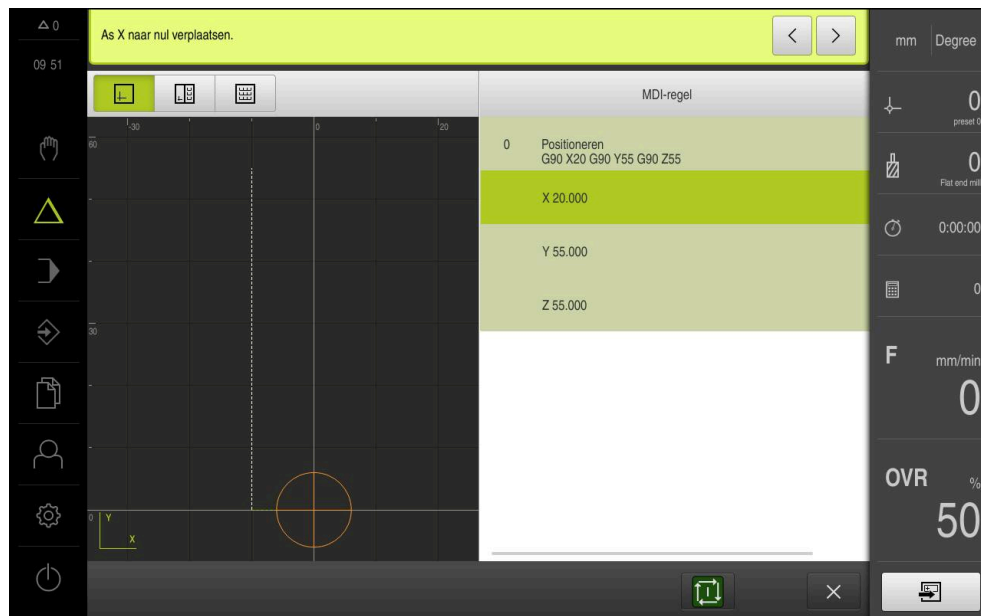 0
As X naar nul verplaatsen.
09 51
mm Degree
MDI-regel
-30 0 20
60
30
0
Y
X
0 Positioneren
G90 X20 G90 Y55 G90 Z55
X 20.000
Y 55.000
Z 55.000
0
preset 0
0
Flat end mill
0:00:00
0
F mm/min
0
OVR %
50